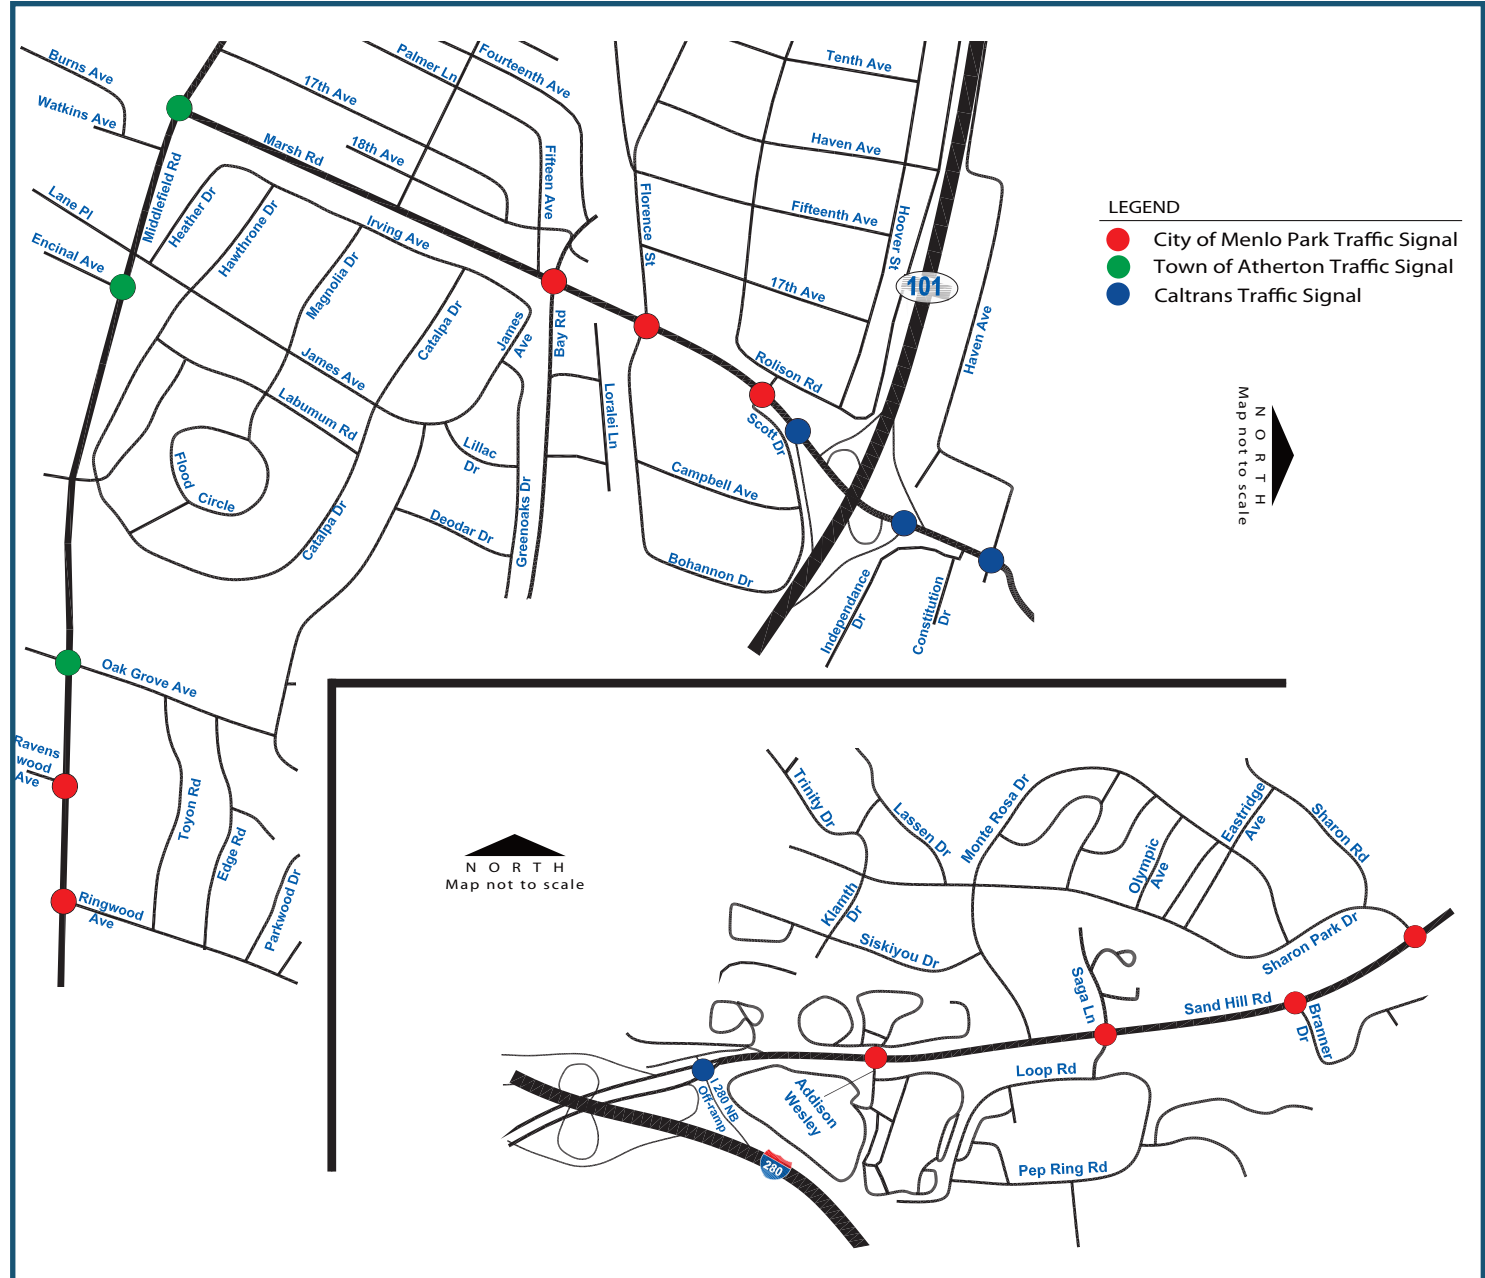 Burns Ave
Watkins Ave
17th Ave
Palmer Ln
Fourteenth Ave
Tenth Ave
Marsh Rd
18th Ave
Fifteen Ave
Haven Ave
Middlefield Rd
Lane Pl
Encinal Ave
Heather Dr
Hawthrone Dr
Irving Ave
Florence St
Fifteenth Ave
Hoover St
Magnolia Dr
17th Ave
101
Catalpa Dr
James
Ave
Bay Rd
Haven Ave
James Ave
Rolison Rd
Labumum Rd
Loralei Ln
Scott Dr
Lillac
Dr
Flood
Circle
Campbell Ave
Greenoaks Dr
Deodar Dr
Catalpa Dr
Bohannon Dr
Independance
Dr
Constitution
Dr
Oak Grove Ave
Ravens
wood
Ave
Toyon Rd
Edge Rd
Ringwood
Ave
Parkwood Dr
LEGEND
City of Menlo Park Traffic Signal
Town of Atherton Traffic Signal
Caltrans Traffic Signal
NORTH
Map not to scale
NORTH
Map not to scale
Trinity Dr
Lassen Dr
Monte Rosa Dr
Eastridge
Ave
Sharon Rd
Olympic
Ave
Klamth
Dr
Siskiyou Dr
Sharon Park Dr
Saga Ln
Sand Hill Rd
Branner
Dr
Loop Rd
I 280 NB
Off-ramp
Addison
Wesley
280
Pep Ring Rd